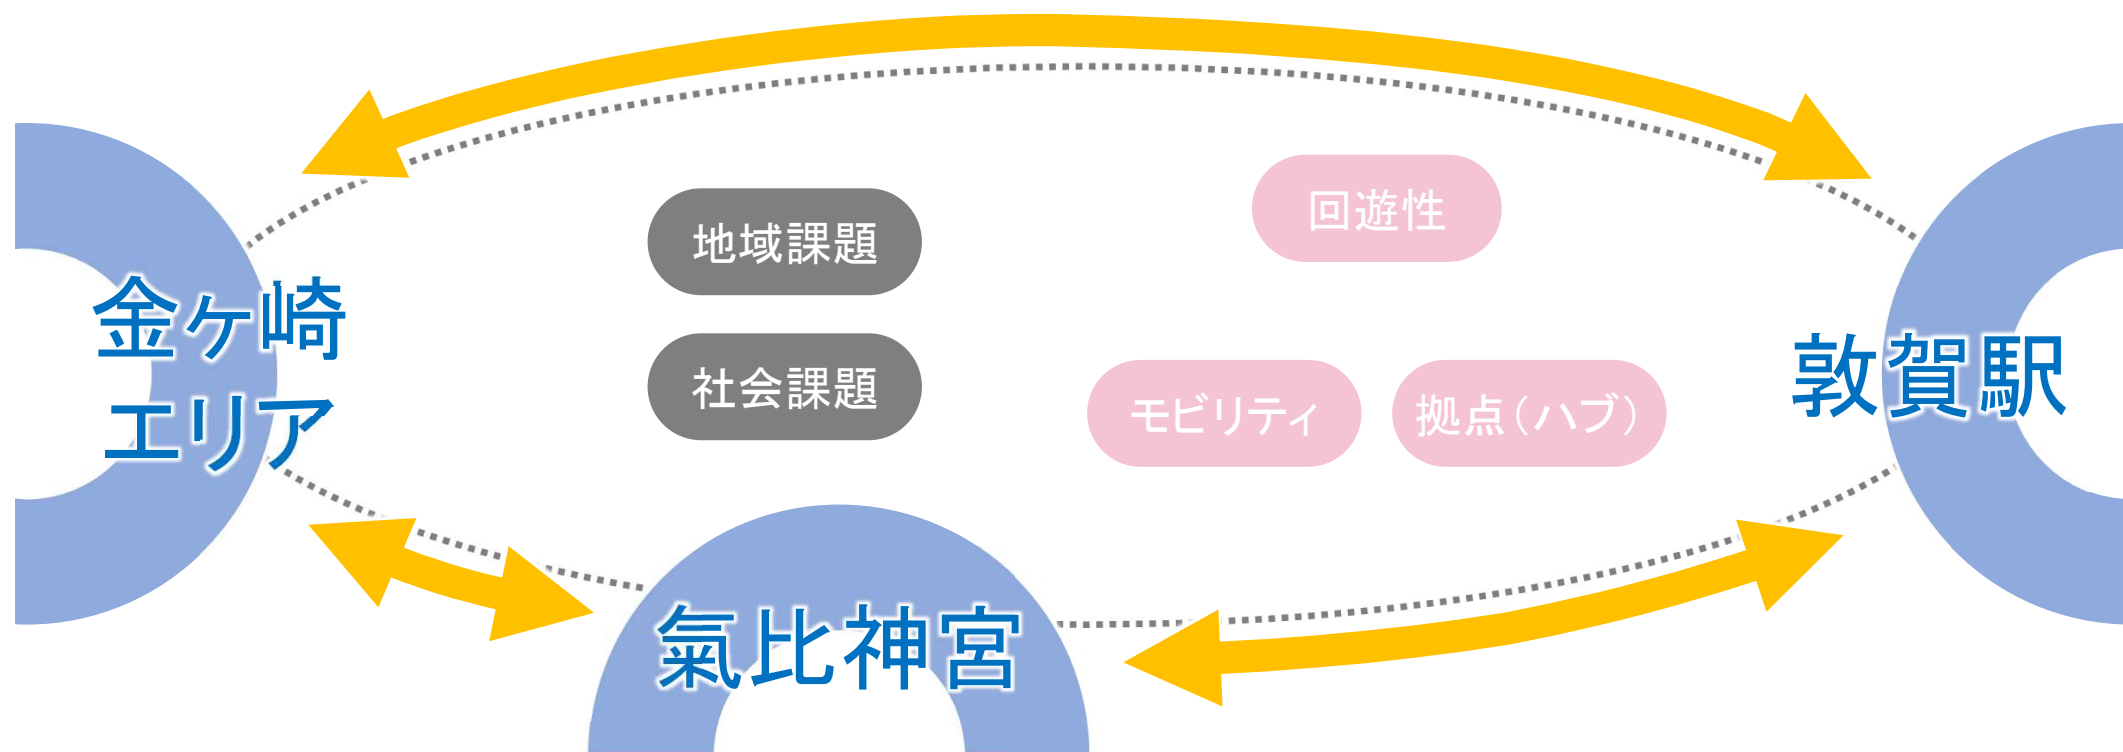 地域課題
社会課題
回遊性
モビリティ
拠点（ハブ）
金ヶ崎
エリア
敦賀駅
氣比神宮